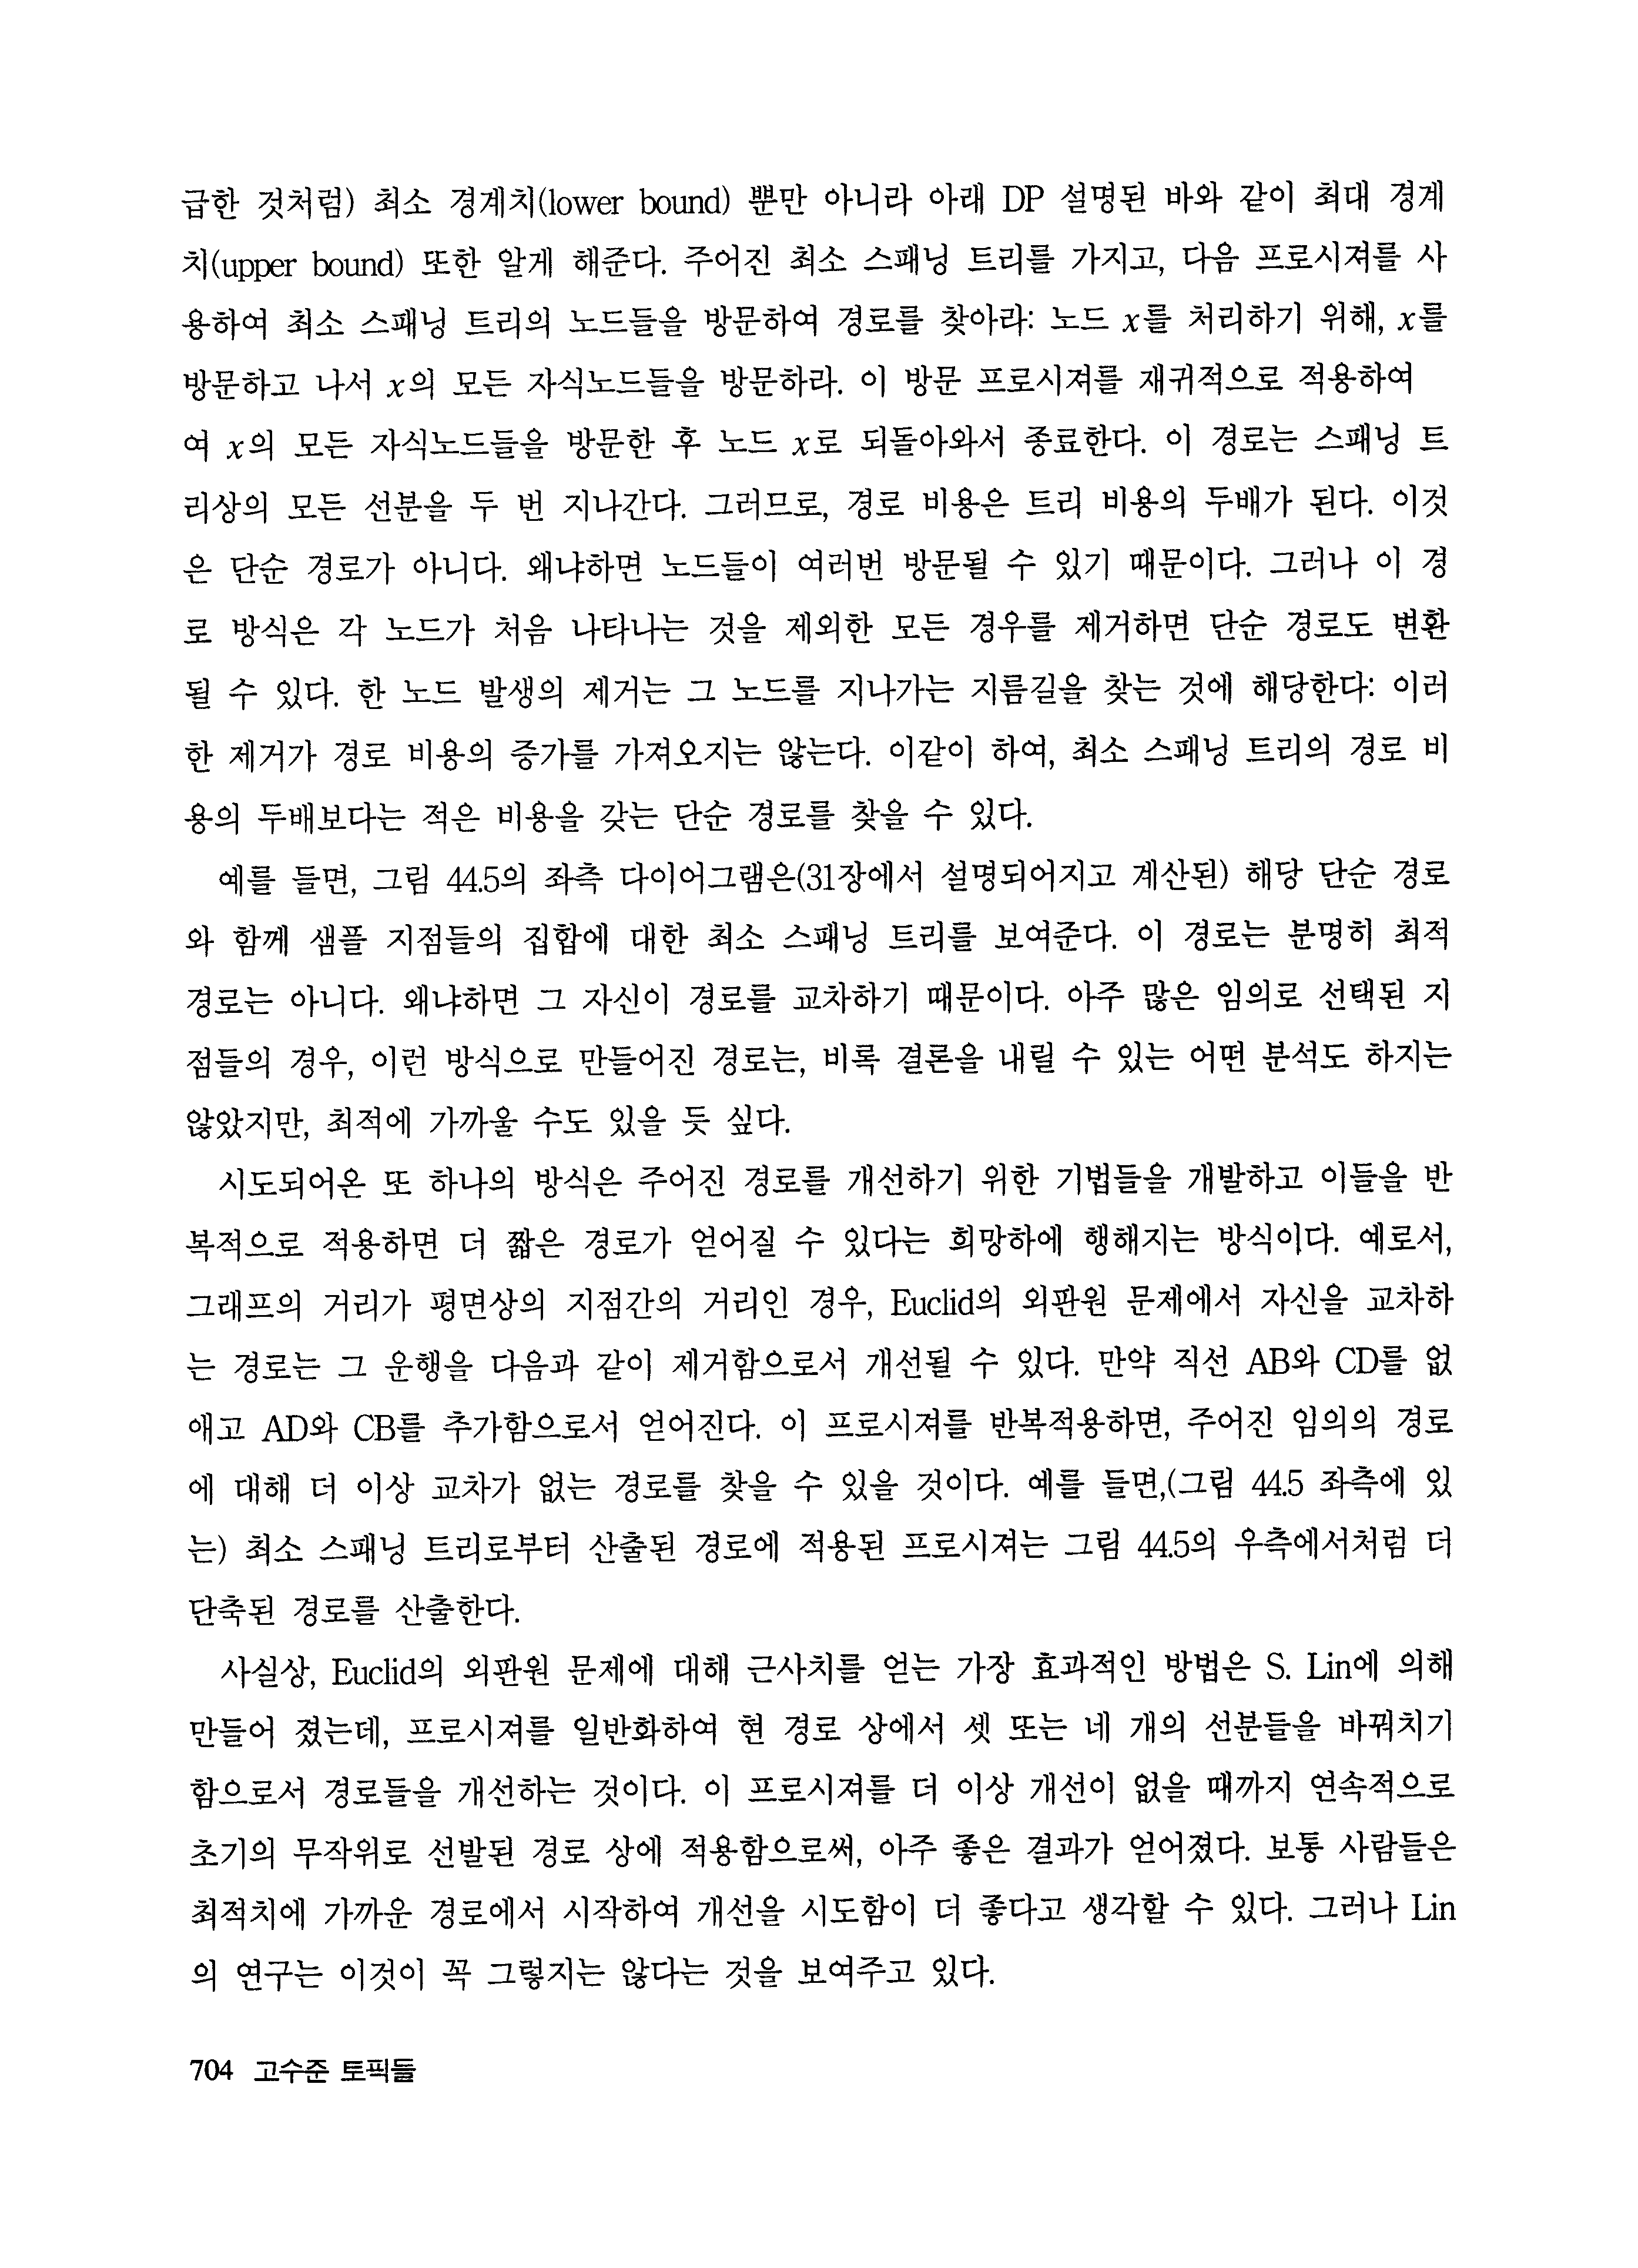 급한 것처럼) 최소 경계치(lower bound) 뿐만 아니라 아래 DP 설명된 바와 같이 최대 경계
치(upper bound) 또한 알게 해준다. 주어진 최소 스패닝 트리를 가지고, 다음 프로시져를 사
용하여 최소 스패닝 트리의 노드들을 방문하여 경로를 찾아라: 노드 x를 처리하기 위해, x를
방문하고 나서 x의 모든 자식노드들을 방문하라. 이 방문 프로시져를 재귀적으로 적용하여
여 x의 모든 자식노드들을 방문한 후 노드 x로 되돌아와서 종료한다. 이 경로는 스패닝 트
리상의 모든 선분을 두 번 지나간다. 그러므로, 경로 비용은 트리 비용의 두배가 된다. 이것
은 단순 경로가 아니다. 왜냐하면 노드들이 여러번 방문될 수 있기 때문이다. 그러나 이 경
로 방식은 각 노드가 처음 나타나는 것을 제외한 모든 경우를 제거하면 단순 경로도 변환
될 수 있다. 한 노드 발생의 제거는 그 노드를 지나가는 지름길을 찾는 것에 해당한다: 이러
한 제거가 경로 비용의 증가를 가져오지는 않는다. 이같이 하여, 최소 스패닝 트리의 경로 비
용의 두배보다는 적은 비용을 갖는 단순 경로를 찾을 수 있다.
예를 들면, 그림 44.5의 좌측 다이어그램은(31장에서 설명되어지고 계산된) 해당 단순 경로
와 함께 샘플 지점들의 집합에 대한 최소 스패닝 트리를 보여준다. 이 경로는 분명히 최적
경로는 아니다. 왜냐하면 그 자신이 경로를 교차하기 때문이다. 아주 많은 임의로 선택된 지
점들의 경우, 이런 방식으로 만들어진 경로는, 비록 결론을 내릴 수 있는 어떤 분석도 하지는
않았지만, 최적에 가까울 수도 있을 듯 싶다.
시도되어온 또 하나의 방식은 주어진 경로를 개선하기 위한 기법들을 개발하고 이들을 반
복적으로 적용하면 더 짧은 경로가 얻어질 수 있다는 희망하에 행해지는 방식이다. 예로서,
그래프의 거리가 평면상의 지점간의 거리인 경우, Euclid의 외판원 문제에서 자신을 교차하
는 경로는 그 운행을 다음과 같이 제거함으로서 개선될 수 있다. 만약 직선 AB와 CD를 없
애고 AD와 CB를 추가함으로서 얻어진다. 이 프로시져를 반복적용하면, 주어진 임의의 경로
에 대해 더 이상 교차가 없는 경로를 찾을 수 있을 것이다. 예를 들면,(그림 44.5 좌측에 있
는) 최소 스패닝 트리로부터 산출된 경로에 적용된 프로시져는 그림 44.5의 우측에서처럼 더
단축된 경로를 산출한다.
사실상, Euclid의 외판원 문제에 대해 근사치를 얻는 가장 효과적인 방법은 S. Lin에 의해
만들어 졌는데, 프로시져를 일반화하여 현 경로 상에서 셋 또는 네 개의 선분들을 바꿔치기
함으로서 경로들을 개선하는 것이다. 이 프로시져를 더 이상 개선이 없을 때까지 연속적으로
초기의 무작위로 선발된 경로 상에 적용함으로써, 아주 좋은 결과가 얻어졌다. 보통 사람들은
최적치에 가까운 경로에서 시작하여 개선을 시도함이 더 좋다고 생각할 수 있다. 그러나 Lin
의 연구는 이것이 꼭 그렇지는 않다는 것을 보여주고 있다.
704 고수준 토픽들